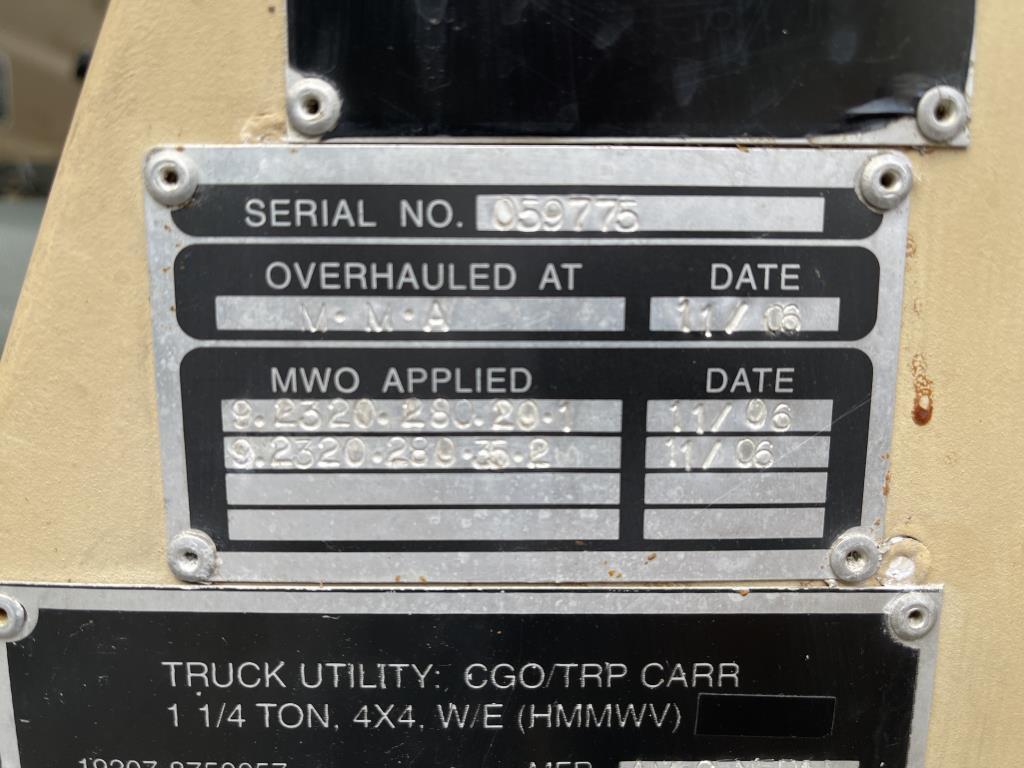 SERIAL NO. 059775
OVERHAULED AT DATE
M·M·A 11/06
MWO APPLIED DATE
9·2320·280·20·1 11/06
9·2320·280·35·2 11/06
TRUCK UTILITY: CGO/TRP CARR
1 1/4 TON, 4X4, W/E (HMMWV)
MFR